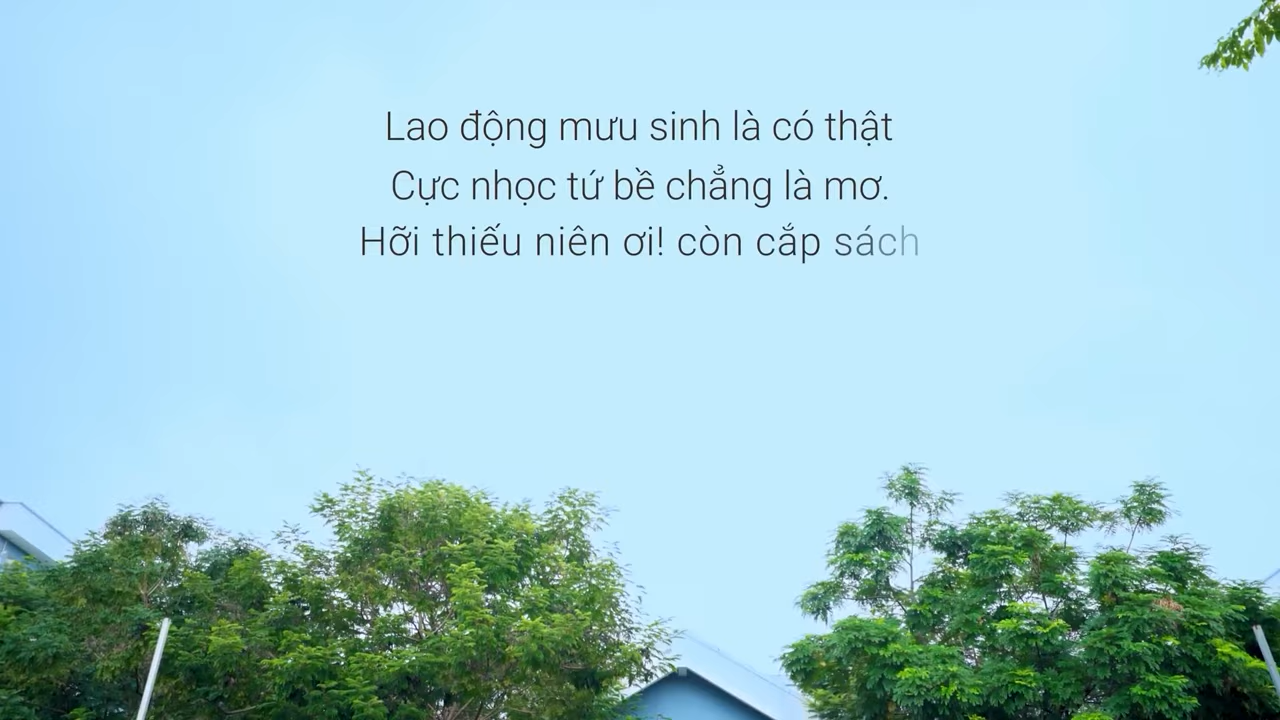 Lao động mưu sinh là có thật
Cực nhọc tứ bề chẳng là mơ.
Hỡi thiếu niên ơi! còn cắp sách